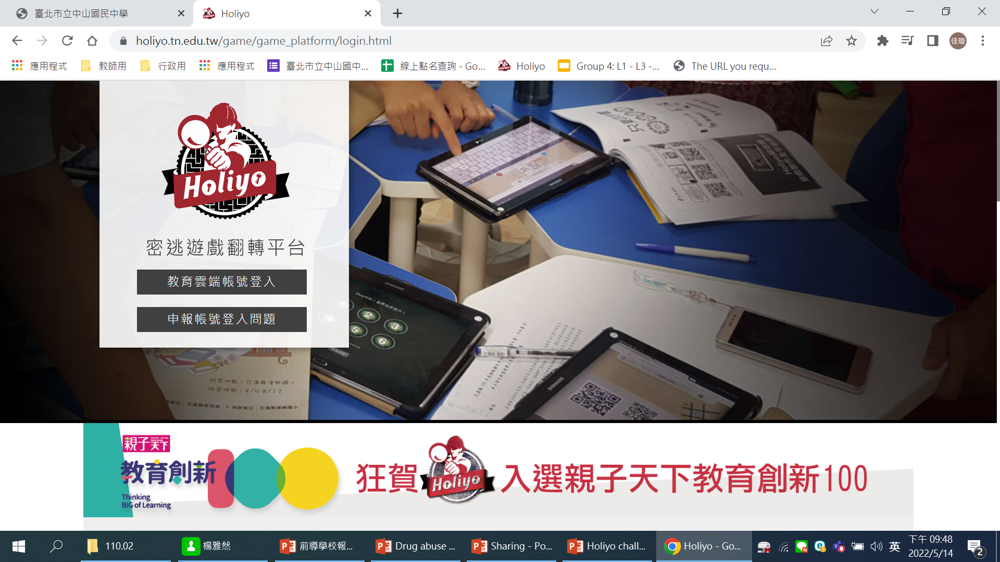 臺北市立中山國民中學
Holiyo
holiyo.tn.edu.tw/game/game_platform/login.html
佳璇
應用程式
教師用
行政用
應用程式
臺北市立中山國中...
線上點名查詢 - Go...
Holiyo
Group 4: L1 - L3 -...
The URL you requ...
Holiyo
密逃遊戲翻轉平台
教育雲端帳號登入
申報帳號登入問題
2
3
5
6
SAMSUNG
親子天下
教育創新
Thinking
BIG of Learning
狂賀 Holiyo 入選親子天下教育創新100
110.02
楊雅然
前導學校報...
Drug abuse ...
Sharing - Po...
Holiyo chall...
Holiyo - Go...
英
下午 09:48
2022/5/14
2